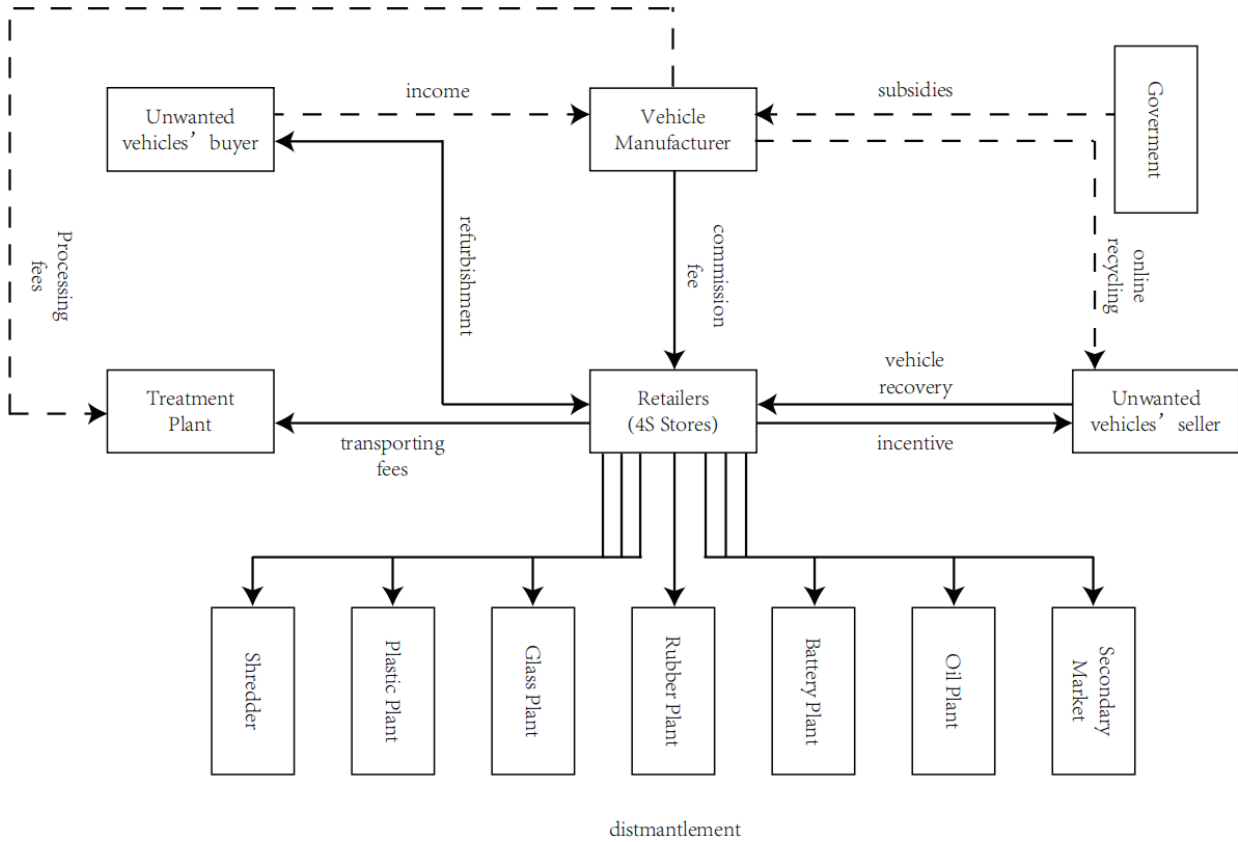 income
subsidies
Unwanted
vehicles’ buyer
Vehicle
Manufacturer
Goverment
Processing
fees
refurbishment
commission
fee
online
recycling
Treatment
Plant
transporting
fees
Retailers
(4S Stores)
vehicle
recovery
incentive
Unwanted
vehicles’ seller
Shredder
Plastic Plant
Glass Plant
Rubber Plant
Battery Plant
Oil Plant
Secondary
Market
distmantlement